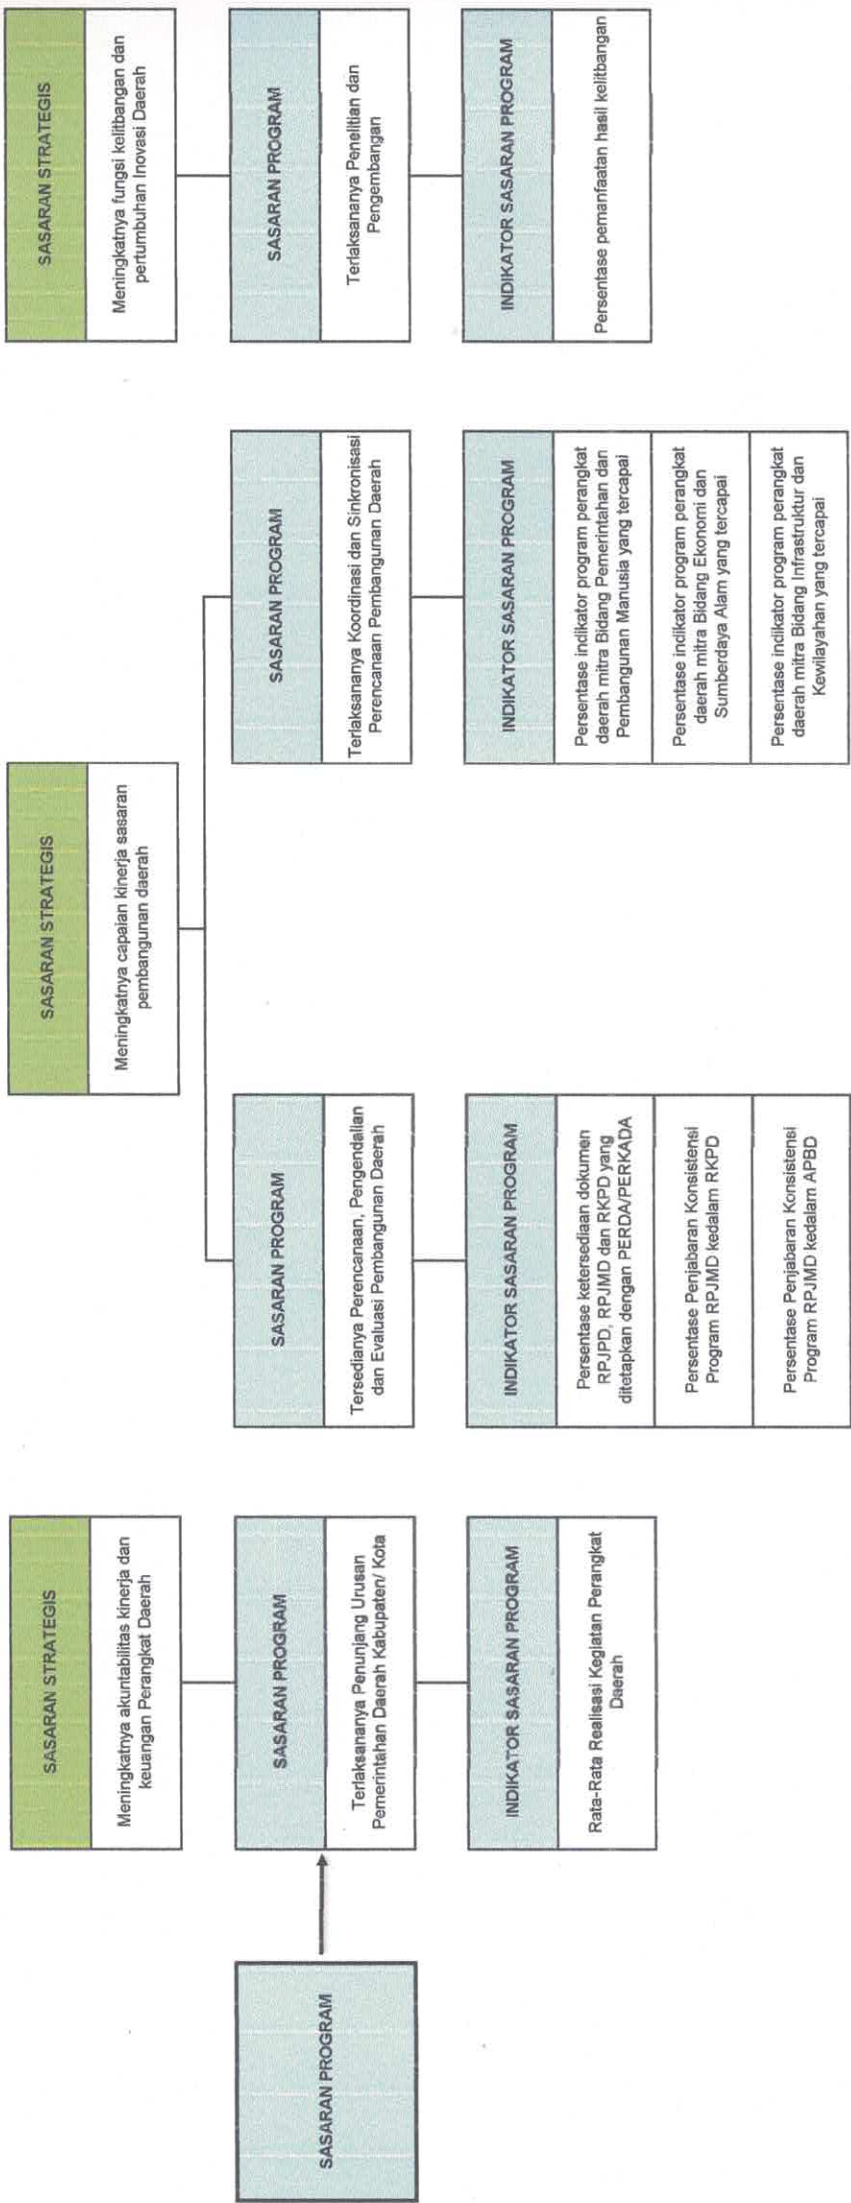 SASARAN PROGRAM
SASARAN STRATEGIS
Meningkatnya akuntabilitas kinerja dan
keuangan Perangkat Daerah
SASARAN PROGRAM
Terlaksananya Penunjang Urusan
Pemerintahan Daerah Kabupaten/ Kota
INDIKATOR SASARAN PROGRAM
Rata-Rata Realisasi Kegiatan Perangkat
Daerah
SASARAN STRATEGIS
Meningkatnya capaian kinerja sasaran
pembangunan daerah
SASARAN PROGRAM
Tersedianya Perencanaan, Pengendalian
dan Evaluasi Pembangunan Daerah
INDIKATOR SASARAN PROGRAM
Persentase ketersediaan dokumen
RPJPD, RPJMD dan RKPD yang
ditetapkan dengan PERDA/PERKADA
Persentase Penjabaran Konsistensi
Program RPJMD kedalam RKPD
Persentase Penjabaran Konsistensi
Program RPJMD kedalam APBD
SASARAN PROGRAM
Terlaksananya Koordinasi dan Sinkronisasi
Perencanaan Pembangunan Daerah
INDIKATOR SASARAN PROGRAM
Persentase indikator program perangkat
daerah mitra Bidang Pemerintahan dan
Pembangunan Manusia yang tercapai
Persentase indikator program perangkat
daerah mitra Bidang Ekonomi dan
Sumberdaya Alam yang tercapai
Persentase indikator program perangkat
daerah mitra Bidang Infrastruktur dan
Kewilayahan yang tercapai
SASARAN STRATEGIS
Meningkatnya fungsi kelitbangan dan
pertumbuhan Inovasi Daerah
SASARAN PROGRAM
Terlaksananya Penelitian dan
Pengembangan
INDIKATOR SASARAN PROGRAM
Persentase pemanfaatan hasil kelitbangan